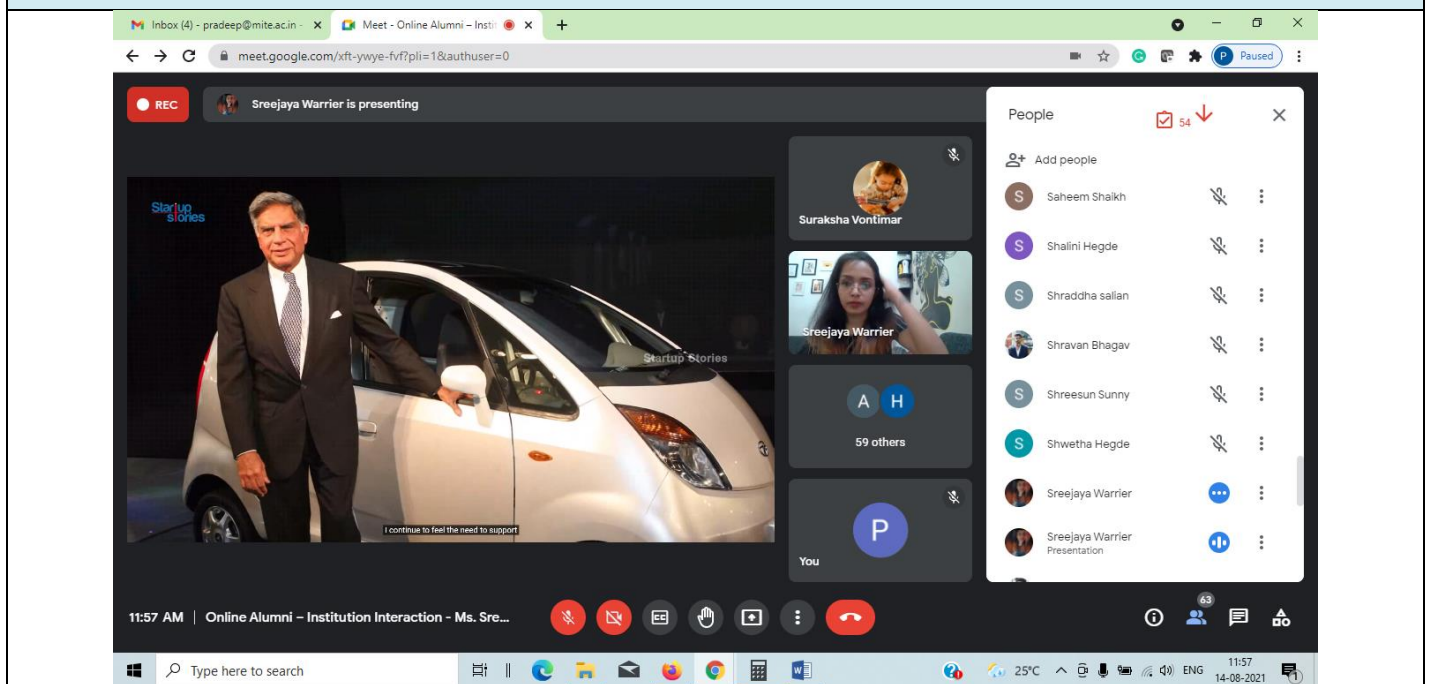 Inbox (4) - pradeep@mite.ac.in -
Meet - Online Alumni – Instit
meet.google.com/xft-ywye-fvf?pli=1&authuser=0
P
Paused
REC
Sreejaya Warrier is presenting
Startup
stories
Startup Stories
I continue to feel the need to support
Suraksha Vontimar
Sreejaya Warrier
A H
59 others
P
You
People
54
Add people
S Saheem Shaikh
S Shalini Hegde
S Shraddha salian
Shravan Bhagav
S Shreesun Sunny
S Shwetha Hegde
Sreejaya Warrier
Sreejaya Warrier
Presentation
11:57 AM | Online Alumni – Institution Interaction - Ms. Sre...
CC
63
Type here to search
25°C
ENG
11:57
14-08-2021
1